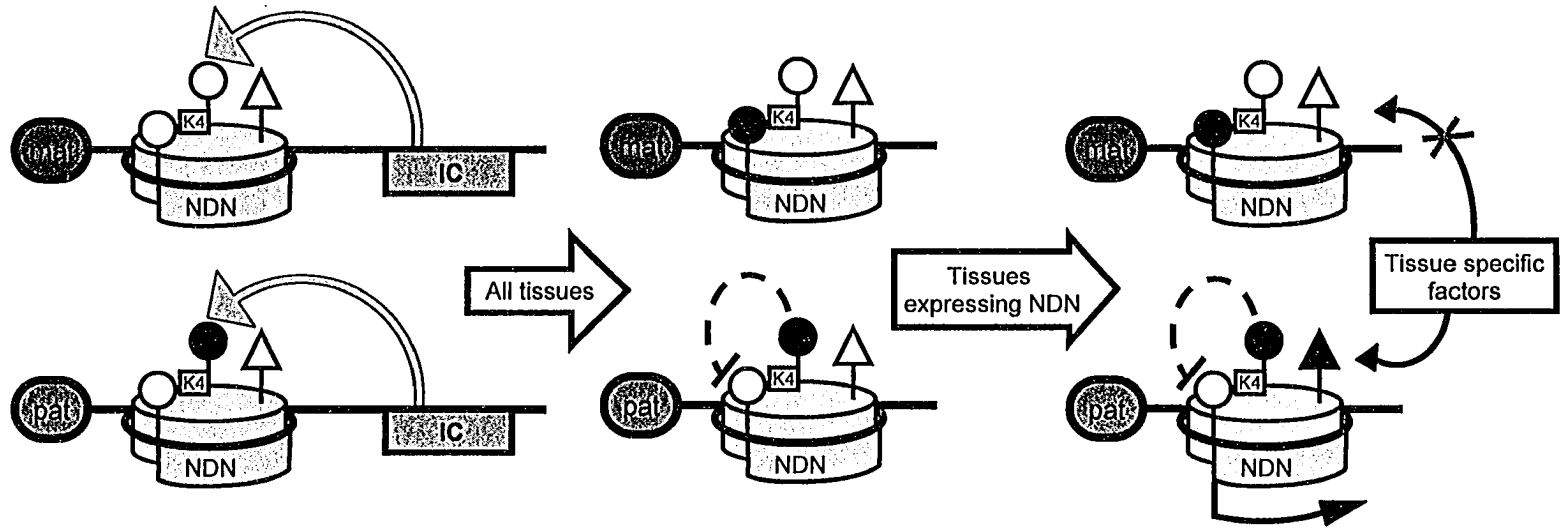 K4
K4
K4
mat
mat
mat
IC
NDN
NDN
NDN
All tissues
Tissues
expressing NDN
Tissue specific
factors
K4
K4
K4
pat
pat
pat
IC
NDN
NDN
NDN